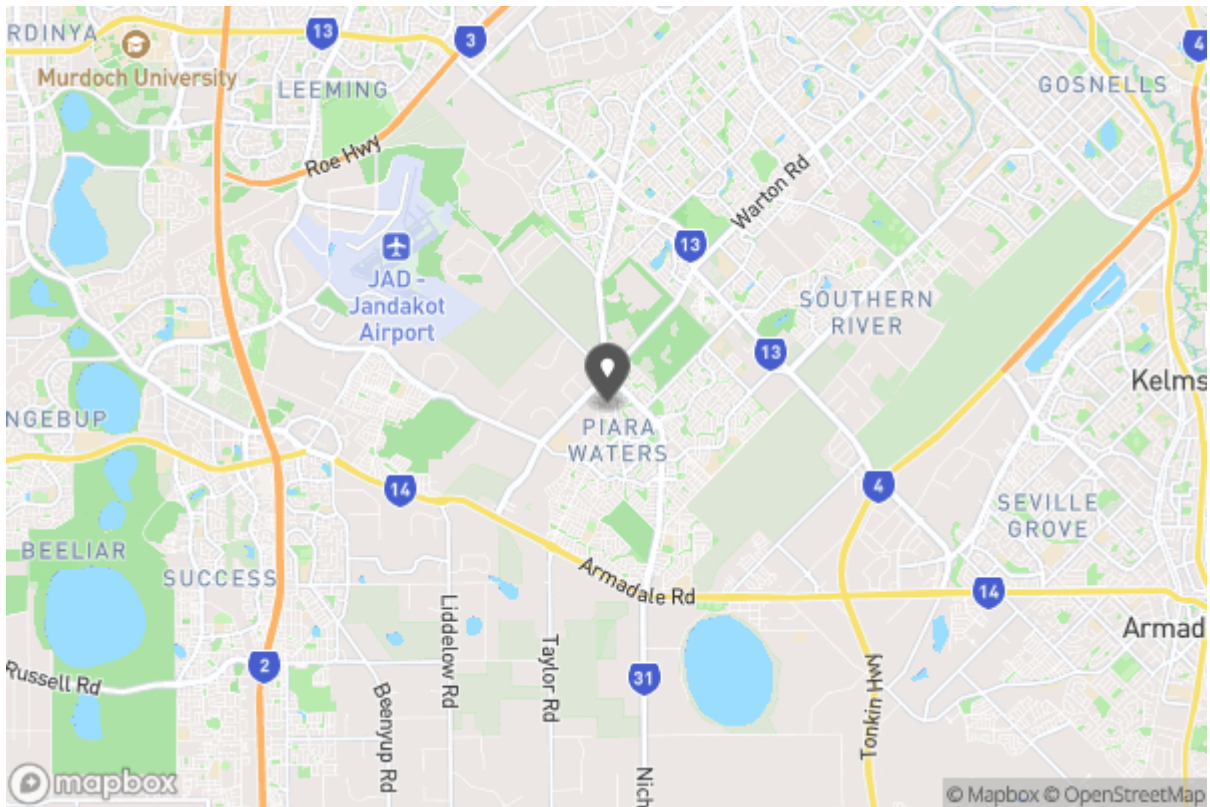 RDINYA
13
3
4
Murdoch University
LEEMING
GOSNELLS
Roe Hwy
Warton Rd
13
JAD -
Jandakot
Airport
SOUTHERN
RIVER
13
Kelms
NGEBUP
PIARA
WATERS
14
4
SEVILLE
GROVE
BEELIAR
SUCCESS
Armadale Rd
14
Liddelow Rd
Taylor Rd
Armad
Russell Rd
2
31
Beenyup Rd
Tonkin Hwy
Nich
mapbox
© Mapbox © OpenStreetMap